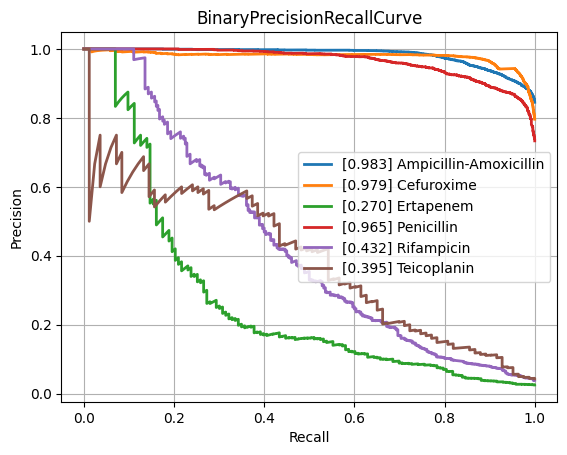 BinaryPrecisionRecallCurve
Precision
1.0
0.8
0.6
0.4
0.2
0.0
[0.983] Ampicillin-Amoxicillin
[0.979] Cefuroxime
[0.270] Ertapenem
[0.965] Penicillin
[0.432] Rifampicin
[0.395] Teicoplanin
0.0 0.2 0.4 0.6 0.8 1.0
Recall